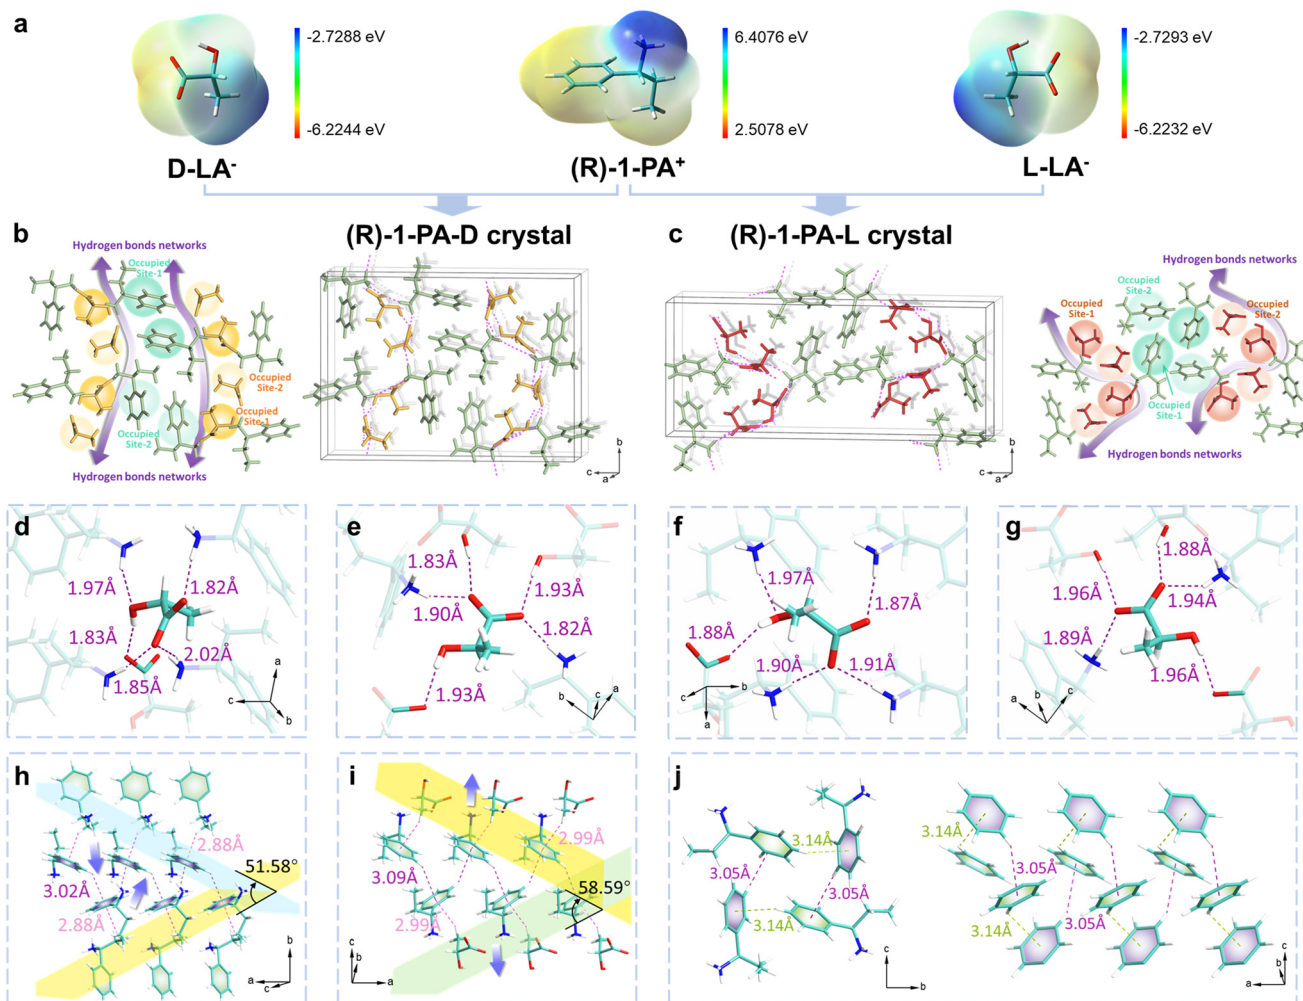 a
-2.7288 eV
-6.2244 eV
6.4076 eV
2.5078 eV
-2.7293 eV
-6.2232 eV
D-LA-
(R)-1-PA+
L-LA-
b
Hydrogen bonds networks
Occupied
Site-1
Occupied
Site-2
Occupied
Site-1
Occupied
Site-2
Hydrogen bonds networks
(R)-1-PA-D crystal
b
c
a
c
(R)-1-PA-L crystal
b
c
a
Hydrogen bonds networks
Occupied
Site-2
Occupied
Site-1
Occupied
Site-2
Occupied
Site-1
Hydrogen bonds networks
d
1.97Å
1.82Å
1.83Å
2.02Å
1.85Å
a
c
b
e
1.83Å
1.93Å
1.90Å
1.82Å
1.93Å
b
c
a
f
1.97Å
1.87Å
1.88Å
1.90Å
1.91Å
b
c
a
g
1.88Å
1.96Å
1.94Å
1.89Å
1.96Å
a
c
b
h
2.88Å
51.58°
3.02Å
2.88Å
b
a
c
i
2.99Å
3.09Å
58.59°
2.99Å
c
b
a
j
3.14Å
3.05Å
3.05Å
3.14Å
c
b
3.14Å
3.05Å
3.14Å
3.05Å
c
b
a